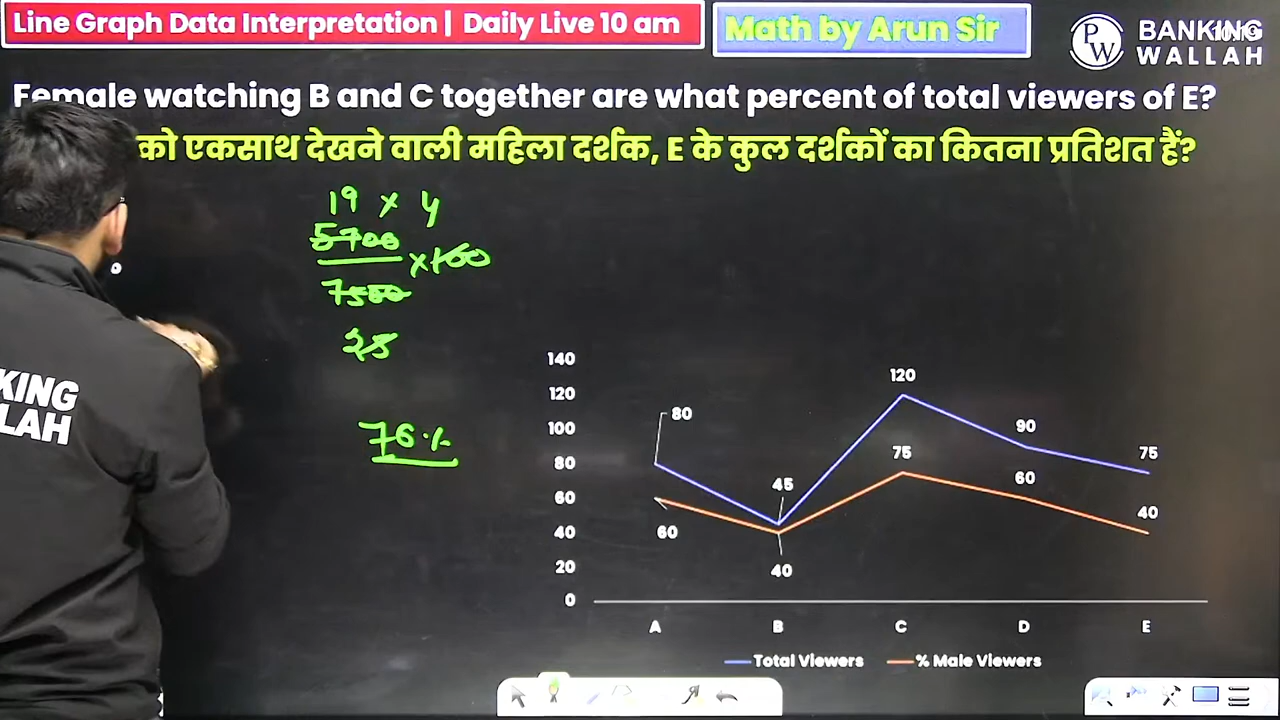 Line Graph Data Interpretation | Daily Live 10 am
Math by Arun Sir
PW BANKING
WALLAH
Female watching B and C together are what percent of total viewers of E?
को एकसाथ देखने वाली महिला दर्शक, E के कुल दर्शकों का कितना प्रतिशत हैं?
19 × 4
5700
×100
7500
25
76%
KING
LAH
140
120
100
80
60
40
20
0
80
45
120
90
75
60
40
75
60
40
A B C D E
Total Viewers % Male Viewers